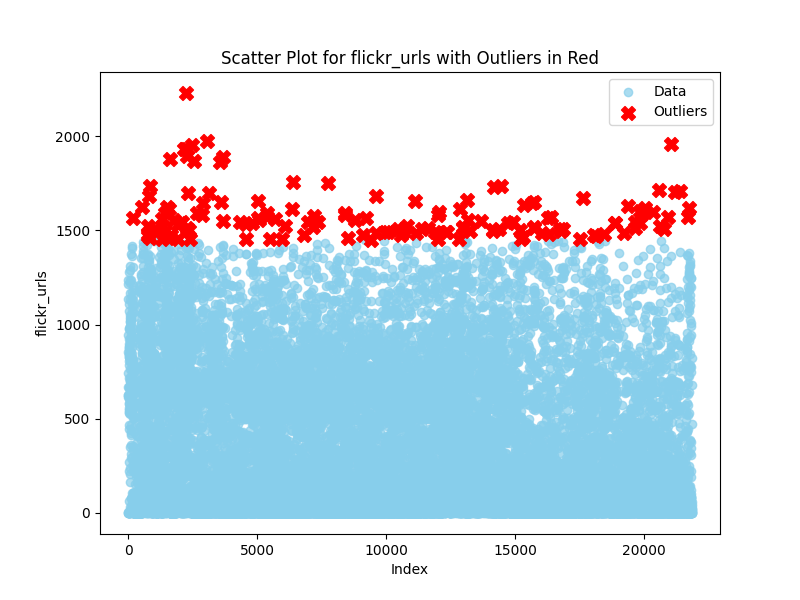 Scatter Plot for flickr_urls with Outliers in Red
Data
Outliers
2000
1500
1000
500
0
flickr_urls
0 5000 10000 15000 20000
Index